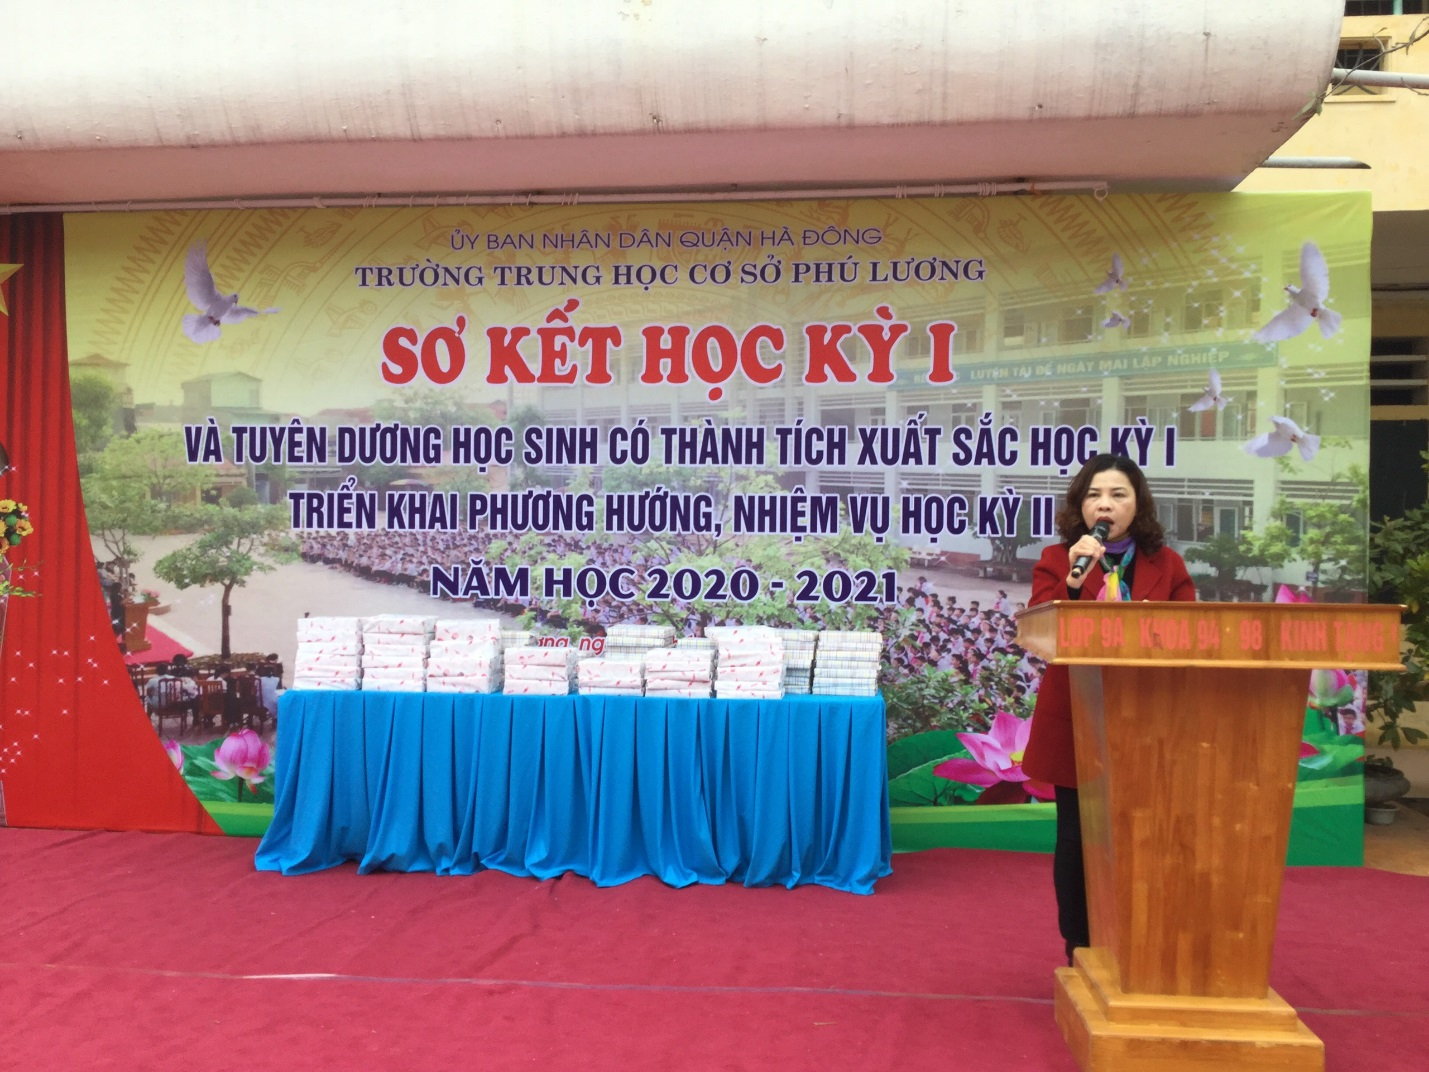 ỦY BAN NHÂN DÂN QUẬN HÀ ĐÔNG
TRƯỜNG TRUNG HỌC CƠ SỞ PHÚ LƯƠNG
SƠ KẾT HỌC KỲ I
LUYỆN TÀI ĐỂ NGÀY MAI LẬP NGHIỆP
VÀ TUYÊN DƯƠNG HỌC SINH CÓ THÀNH TÍCH XUẤT SẮC HỌC KỲ I
TRIỂN KHAI PHƯƠNG HƯỚNG, NHIỆM VỤ HỌC KỲ II
NĂM HỌC 2020 - 2021
LỚP 9A KHOÁ 94 - 98 KÍNH TẶNG